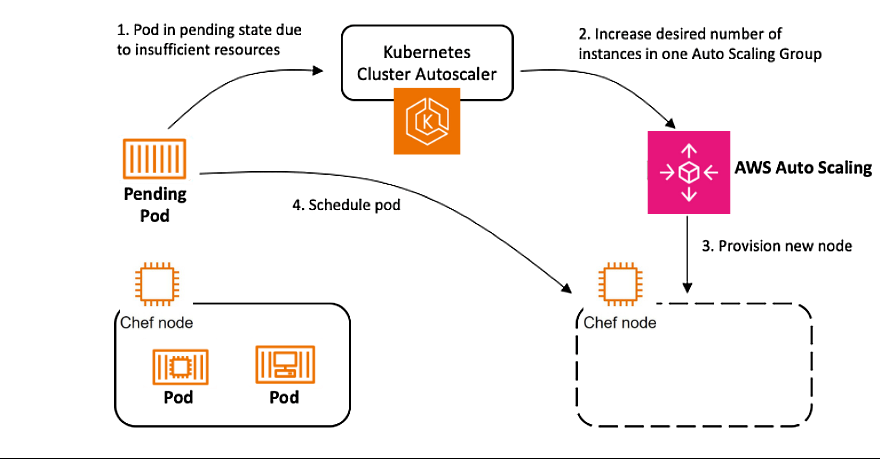 1. Pod in pending state due
to insufficient resources
Kubernetes
Cluster Autoscaler
K
2. Increase desired number of
instances in one Auto Scaling Group
AWS Auto Scaling
Pending
Pod
4. Schedule pod
3. Provision new node
Chef node
Pod
Pod
Chef node